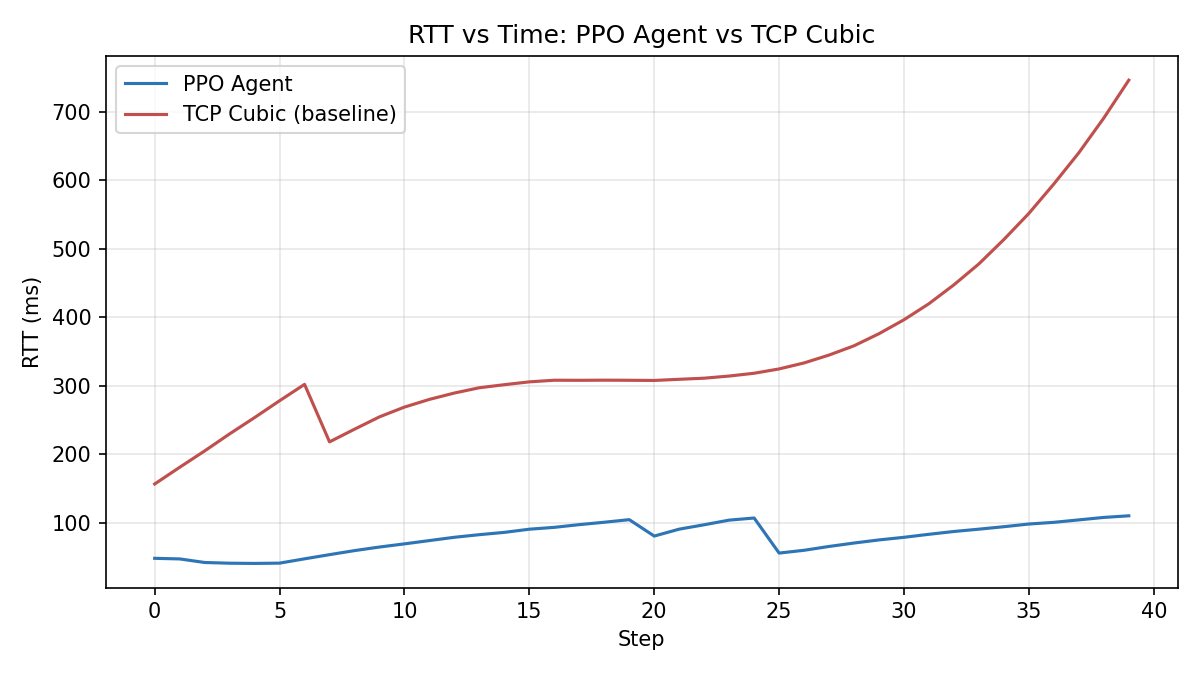 RTT vs Time: PPO Agent vs TCP Cubic
PPO Agent
TCP Cubic (baseline)
RTT (ms)
700
600
500
400
300
200
100
0 5 10 15 20 25 30 35 40
Step